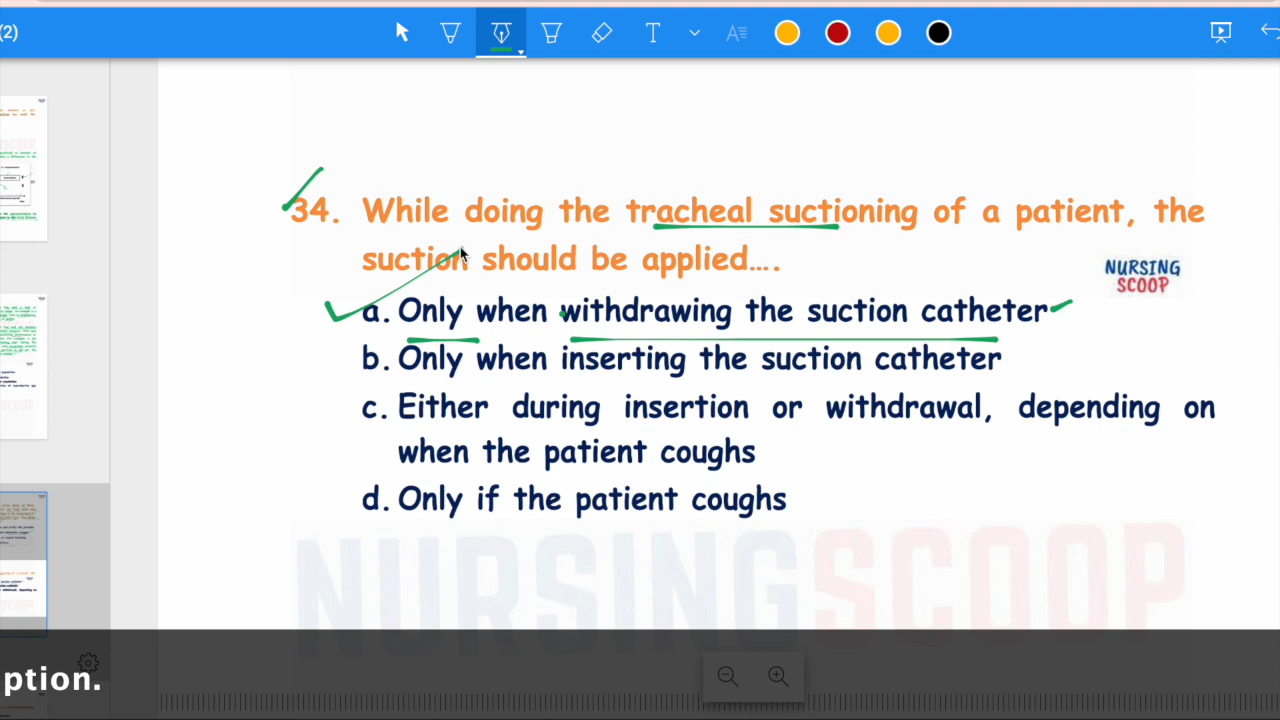 (2)
34. While doing the tracheal suctioning of a patient, the
suction should be applied....
NURSING
SCOOP
a. Only when withdrawing the suction catheter
b. Only when inserting the suction catheter
c. Either during insertion or withdrawal, depending on
when the patient coughs
d. Only if the patient coughs
NURSINGSCOOP
ption.